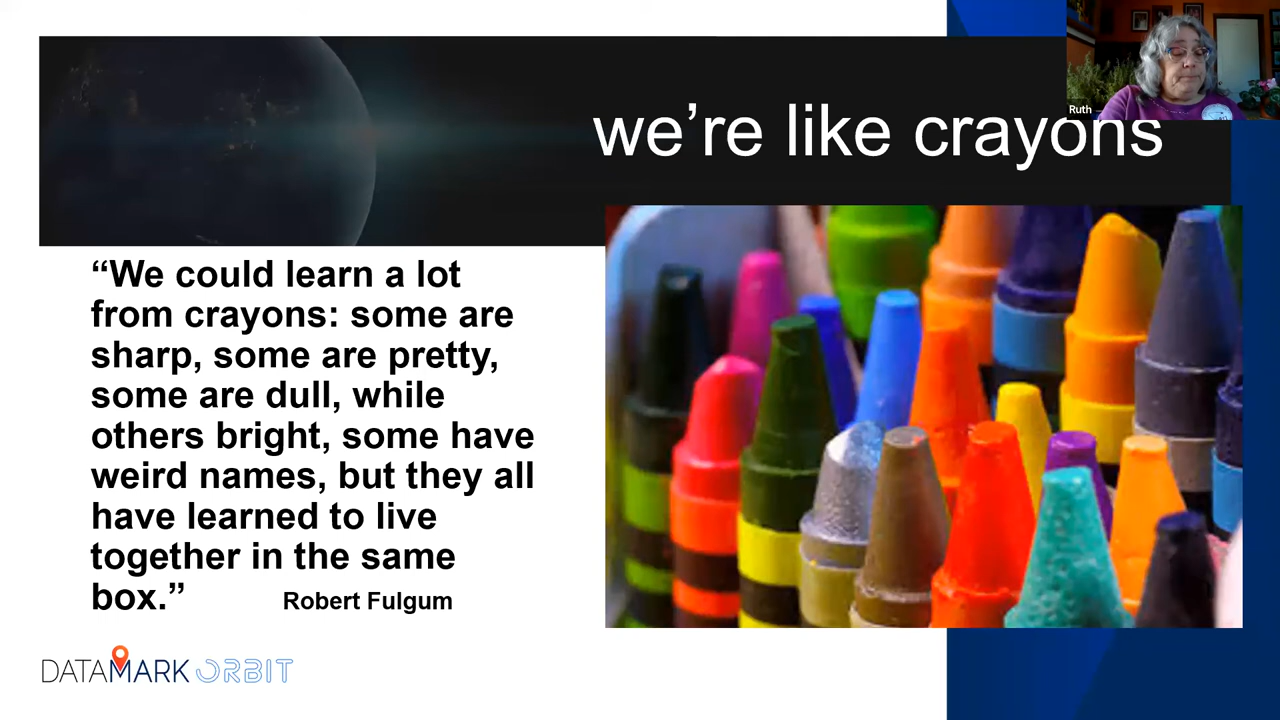 Ruth
we’re like crayons
“We could learn a lot
from crayons: some are
sharp, some are pretty,
some are dull, while
others bright, some have
weird names, but they all
have learned to live
together in the same
box.” Robert Fulgum
DATAMARK ORBIT